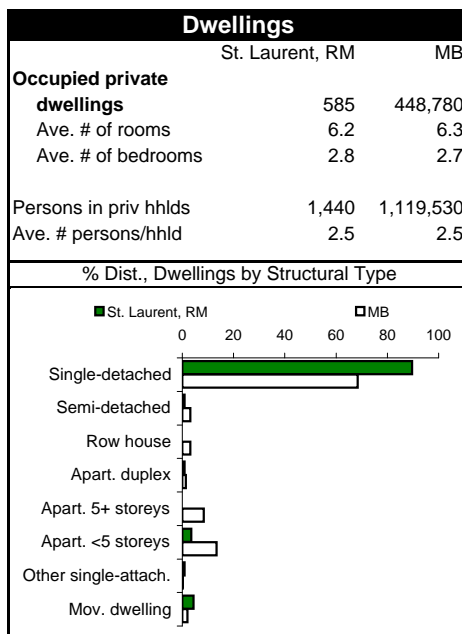 Dwellings
St. Laurent, RM MB
Occupied private
dwellings 585 448,780
Ave. # of rooms 6.2 6.3
Ave. # of bedrooms 2.8 2.7
Persons in priv hhlds 1,440 1,119,530
Ave. # persons/hhld 2.5 2.5
% Dist., Dwellings by Structural Type
St. Laurent, RM MB
0 20 40 60 80 100
Single-detached
Semi-detached
Row house
Apart. duplex
Apart. 5+ storeys
Apart. <5 storeys
Other single-attach.
Mov. dwelling